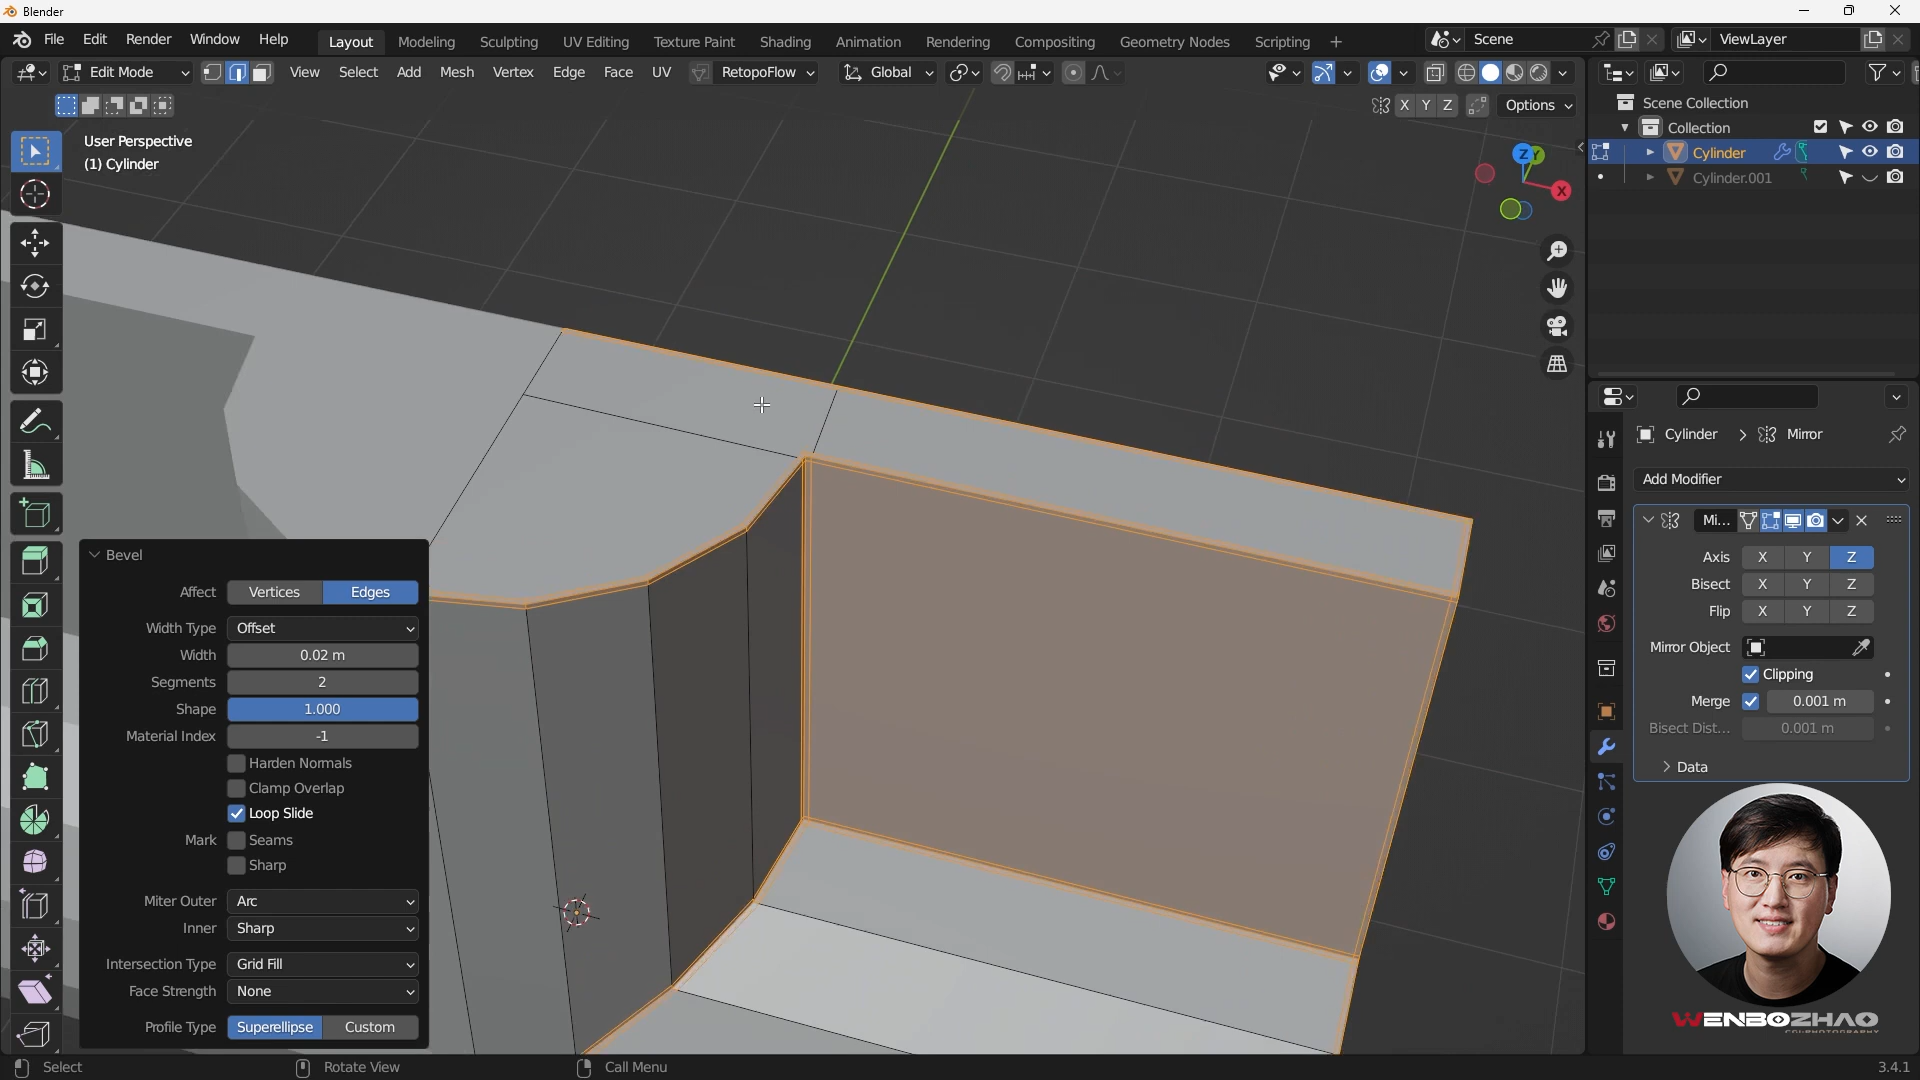 Blender
File Edit Render Window Help Layout Modeling Sculpting UV Editing Texture Paint Shading Animation Rendering Compositing Geometry Nodes Scripting + Scene ViewLayer
Edit Mode View Select Add Mesh Vertex Edge Face UV RetopoFlow Global
X Y Z Options
User Perspective
(1) Cylinder
Z Y
X
Bevel
Affect Vertices Edges
Width Type Offset
Width 0.02 m
Segments 2
Shape 1.000
Material Index -1
Harden Normals
Clamp Overlap
Loop Slide
Mark Seams
Sharp
Miter Outer Arc
Inner Sharp
Intersection Type Grid Fill
Face Strength None
Profile Type Superellipse Custom
Scene Collection
Collection
Cylinder
Cylinder.001
Cylinder > Mirror
Add Modifier
Mi...
Axis X Y Z
Bisect X Y Z
Flip X Y Z
Mirror Object
Clipping
Merge 0.001 m
Bisect Dist... 0.001 m
Data
WENBOZHAO
CGPHOTOGRAPHY
Select Rotate View Call Menu 3.4.1